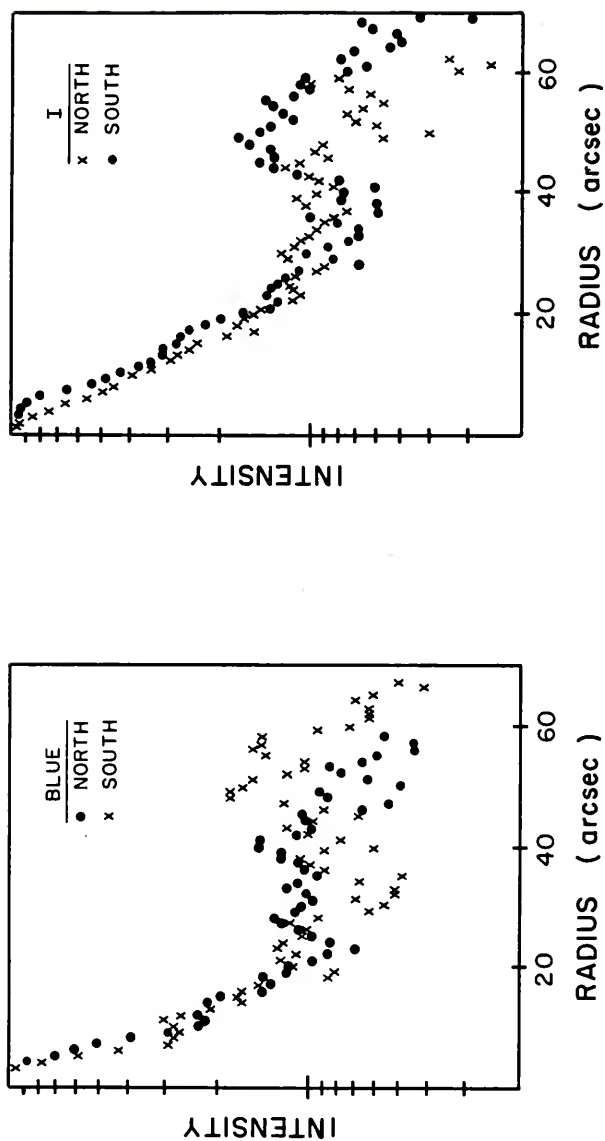 BLUE
● NORTH
× SOUTH
INTENSITY
20
40
60
RADIUS (arcsec)
I
× NORTH
● SOUTH
INTENSITY
20
40
60
RADIUS (arcsec)